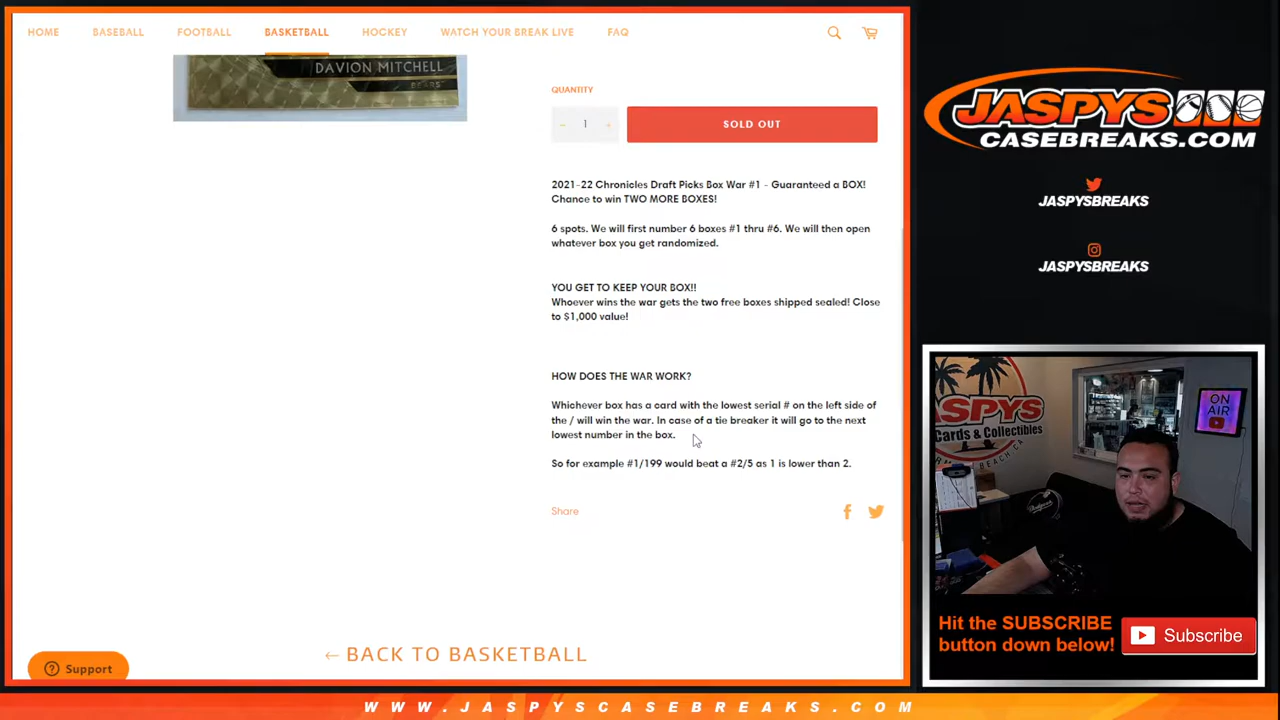 HOME BASEBALL FOOTBALL BASKETBALL HOCKEY WATCH YOUR BREAK LIVE FAQ
DAVION MITCHELL
BEARS
QUANTITY
− 1 + SOLD OUT
2021-22 Chronicles Draft Picks Box War #1 - Guaranteed a BOX!
Chance to win TWO MORE BOXES!
6 spots. We will first number 6 boxes #1 thru #6. We will then open
whatever box you get randomized.
YOU GET TO KEEP YOUR BOX!!
Whoever wins the war gets the two free boxes shipped sealed! Close
to $1,000 value!
HOW DOES THE WAR WORK?
Whichever box has a card with the lowest serial # on the left side of
the / will win the war. In case of a tie breaker it will go to the next
lowest number in the box.
So for example #1/199 would beat a #2/5 as 1 is lower than 2.
Share
← BACK TO BASKETBALL
Support
JASPYS
CASEBREAKS.COM
JASPYSBREAKS
JASPYSBREAKS
JASPYS
Cards & Collectibles
ON
AIR
Hit the SUBSCRIBE
button down below!
Subscribe
WWW.JASPYSCASEBREAKS.COM